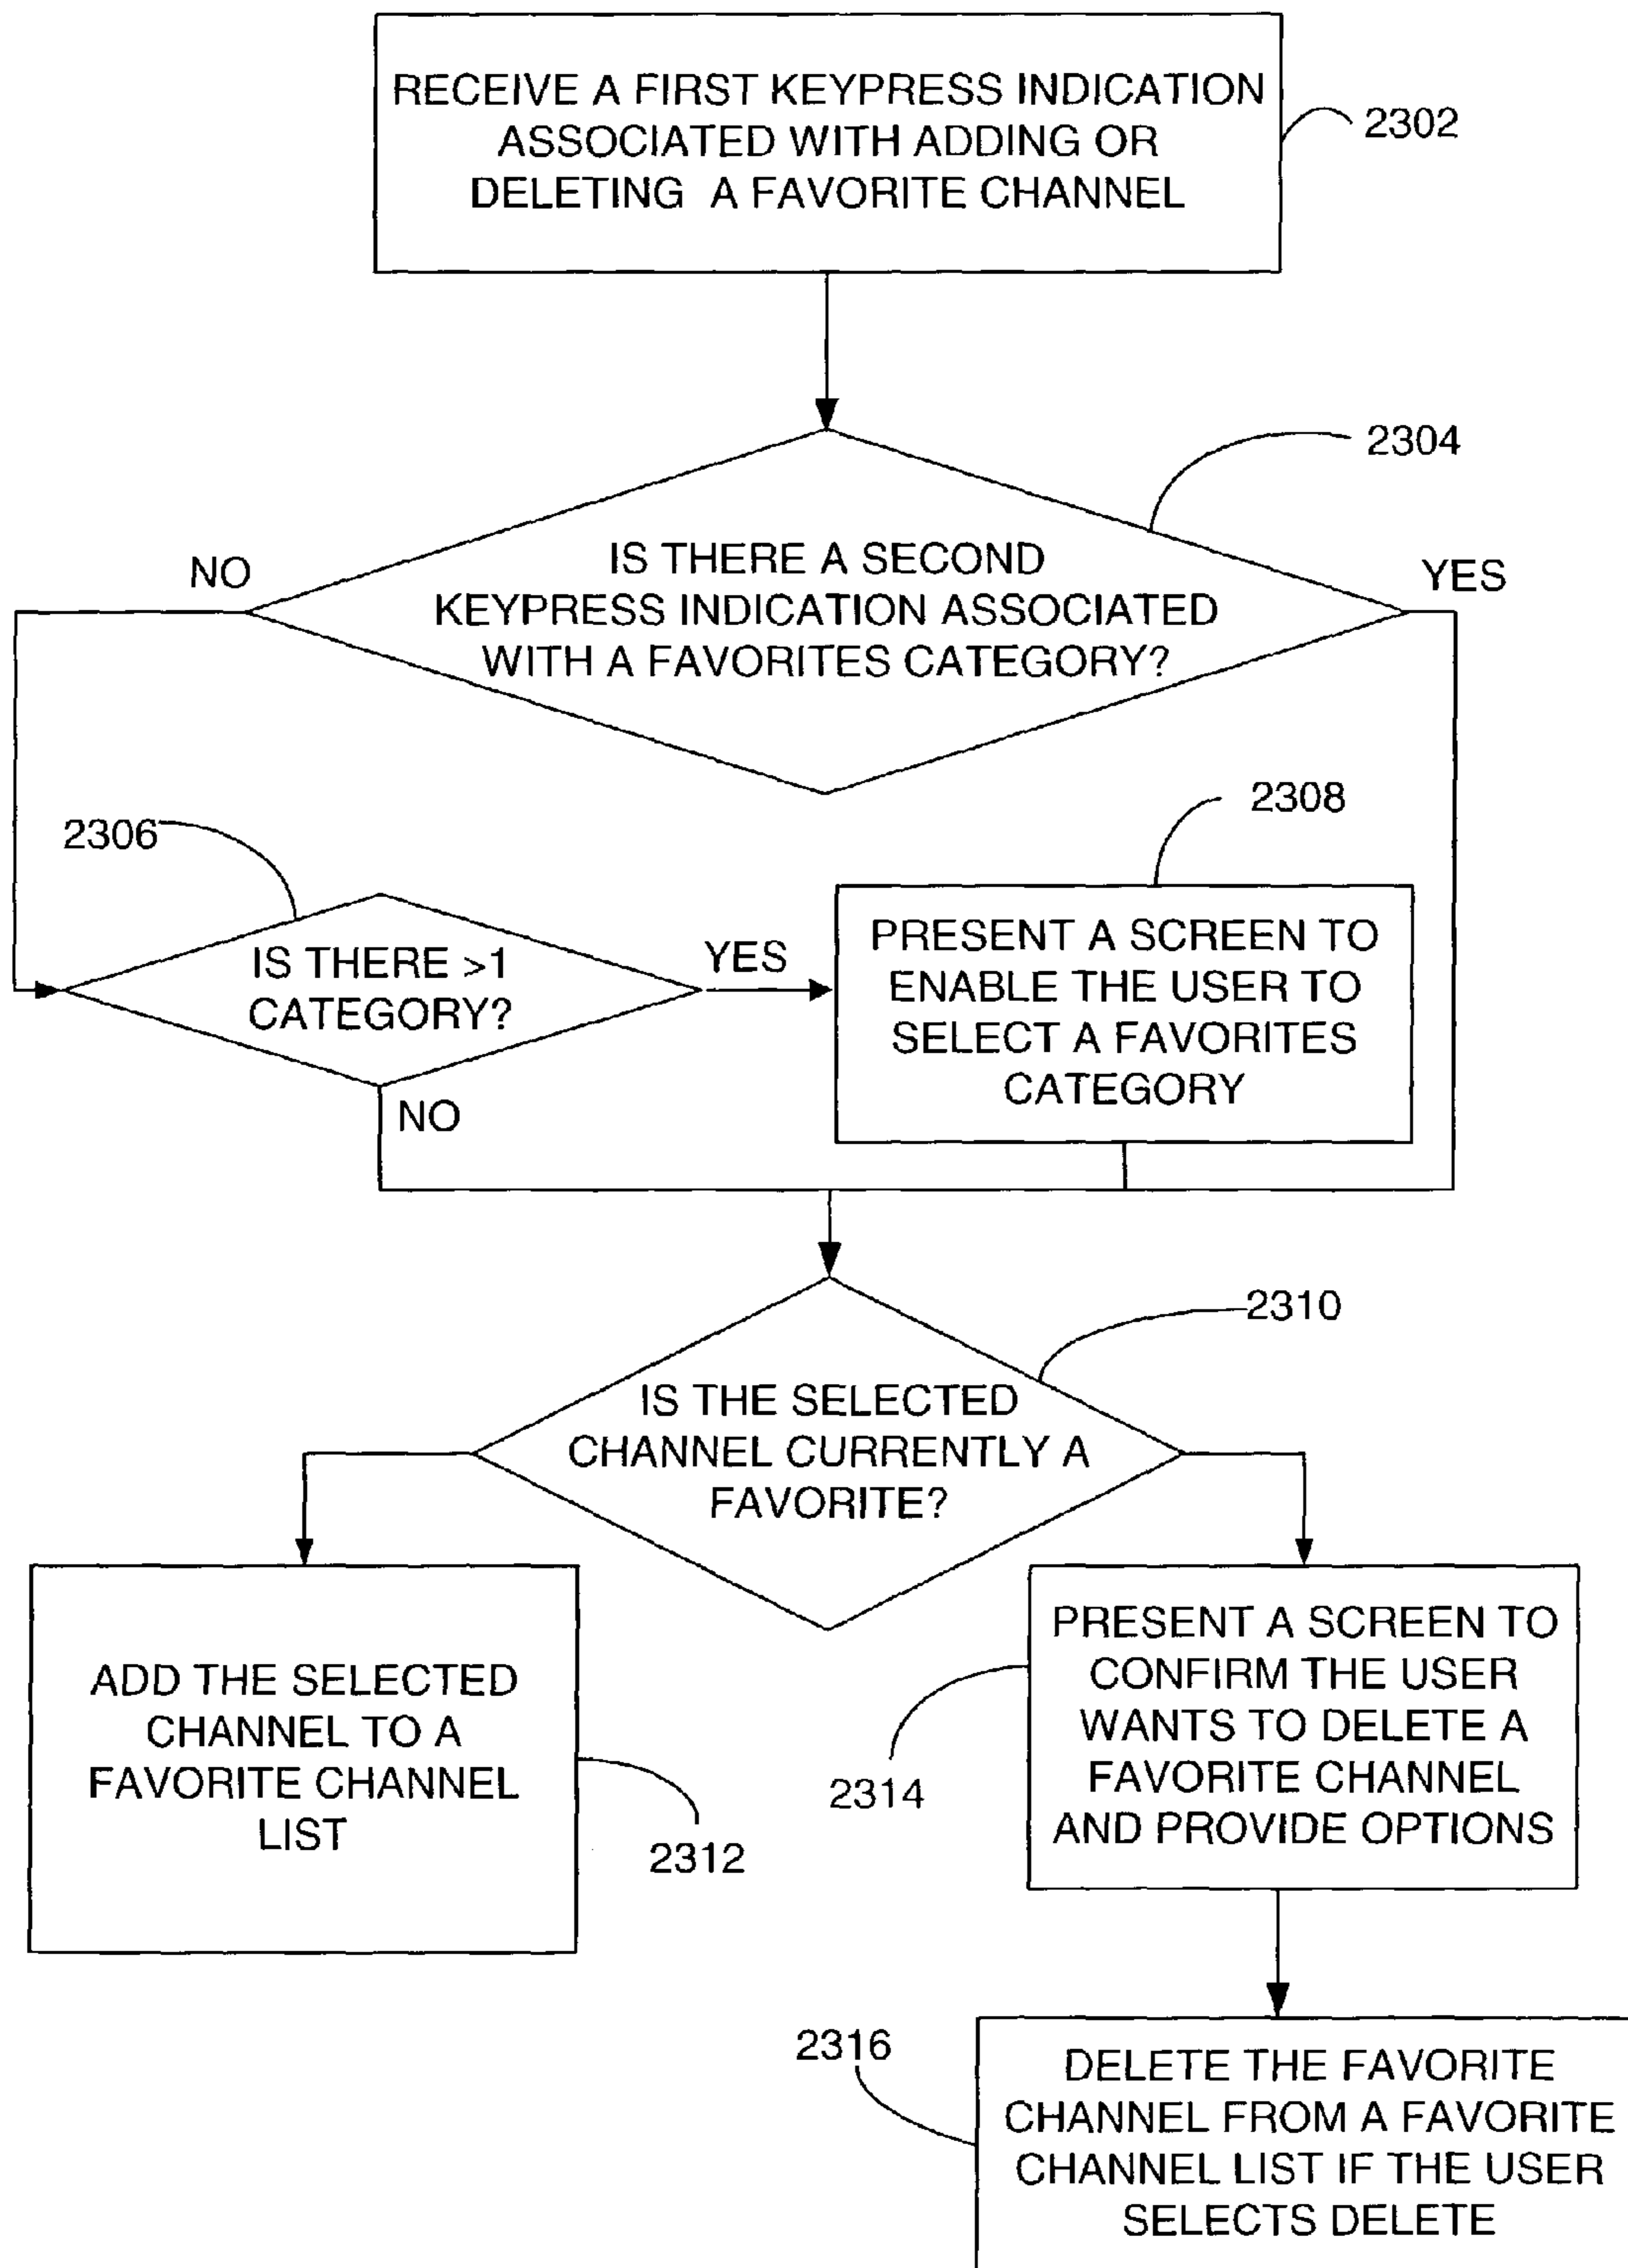 RECEIVE A FIRST KEYPRESS INDICATION
ASSOCIATED WITH ADDING OR
DELETING A FAVORITE CHANNEL
2302
2304
IS THERE A SECOND
KEYPRESS INDICATION ASSOCIATED
WITH A FAVORITES CATEGORY?
NO
YES
2306
IS THERE >1
CATEGORY?
YES
NO
2308
PRESENT A SCREEN TO
ENABLE THE USER TO
SELECT A FAVORITES
CATEGORY
2310
IS THE SELECTED
CHANNEL CURRENTLY A
FAVORITE?
ADD THE SELECTED
CHANNEL TO A
FAVORITE CHANNEL
LIST
2312
PRESENT A SCREEN TO
CONFIRM THE USER
WANTS TO DELETE A
FAVORITE CHANNEL
AND PROVIDE OPTIONS
2314
2316
DELETE THE FAVORITE
CHANNEL FROM A FAVORITE
CHANNEL LIST IF THE USER
SELECTS DELETE